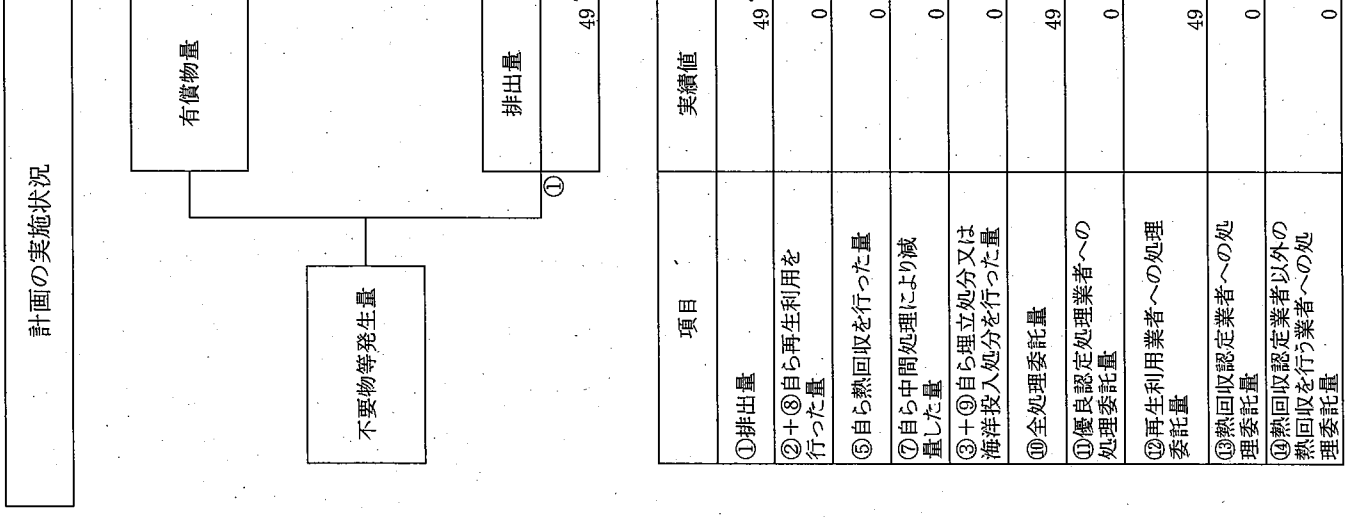 計画の実施状況
有償物量
不要物等発生量
排出量
①
49
項目
実績値
①排出量
49
②+⑧自ら再生利用を
行った量
0
⑤自ら熱回収を行った量
0
⑦自ら中間処理により減
量した量
0
③+⑨自ら埋立処分又は
海洋投入処分を行った量
0
⑩全処理委託量
49
⑪優良認定処理業者への
処理委託量
0
⑫再生利用業者への処理
委託量
49
⑬熱回収認定業者への処
理委託量
0
⑭熱回収認定業者以外の
熱回収を行う業者への処
理委託量
0